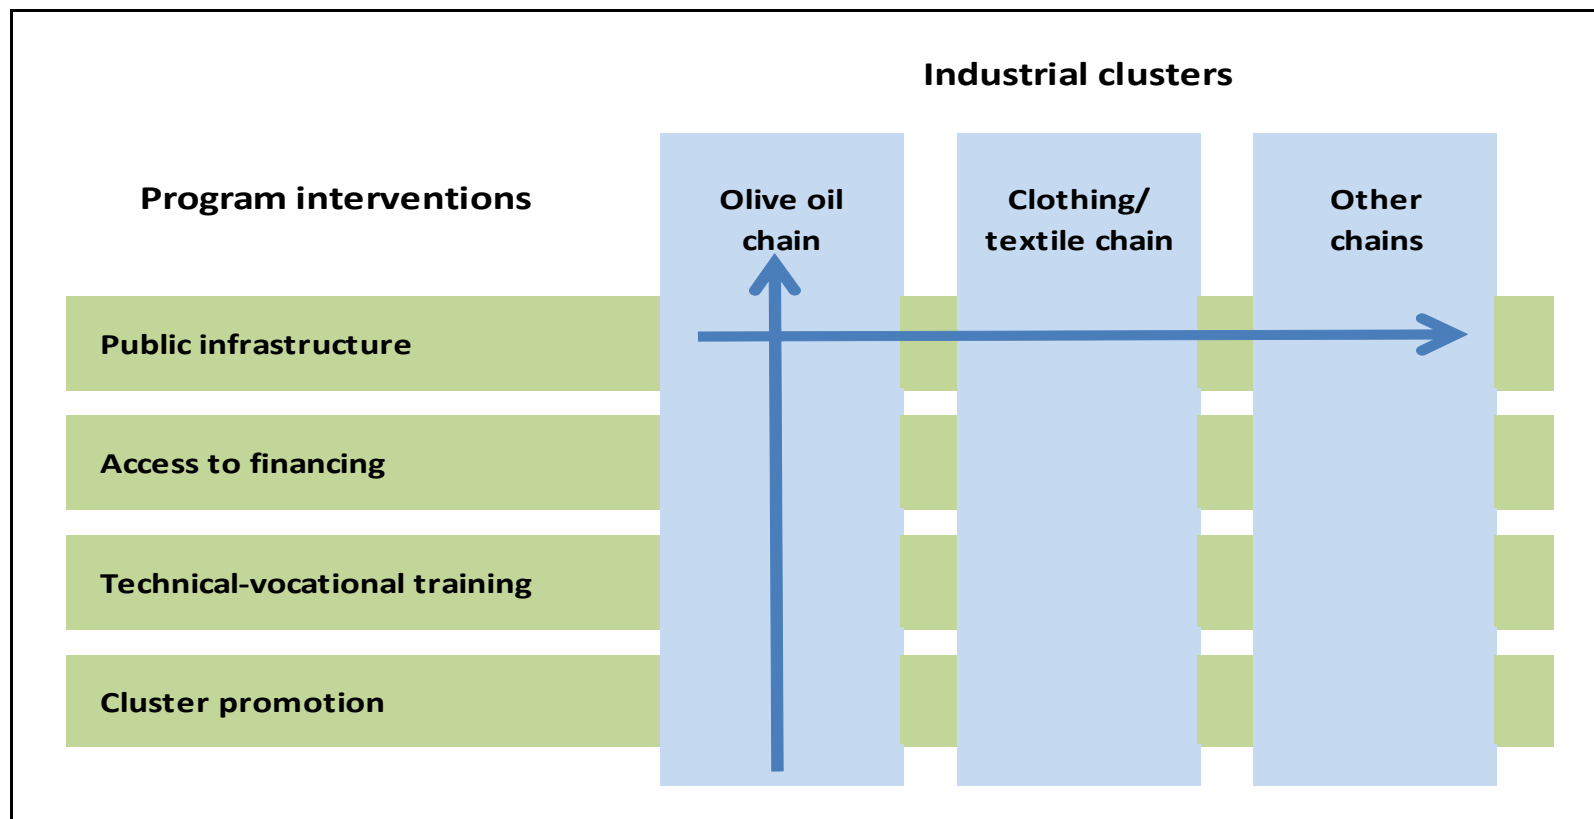 Industrial clusters
Program interventions
Olive oil
chain
Clothing/
textile chain
Other
chains
Public infrastructure
Access to financing
Technical-vocational training
Cluster promotion